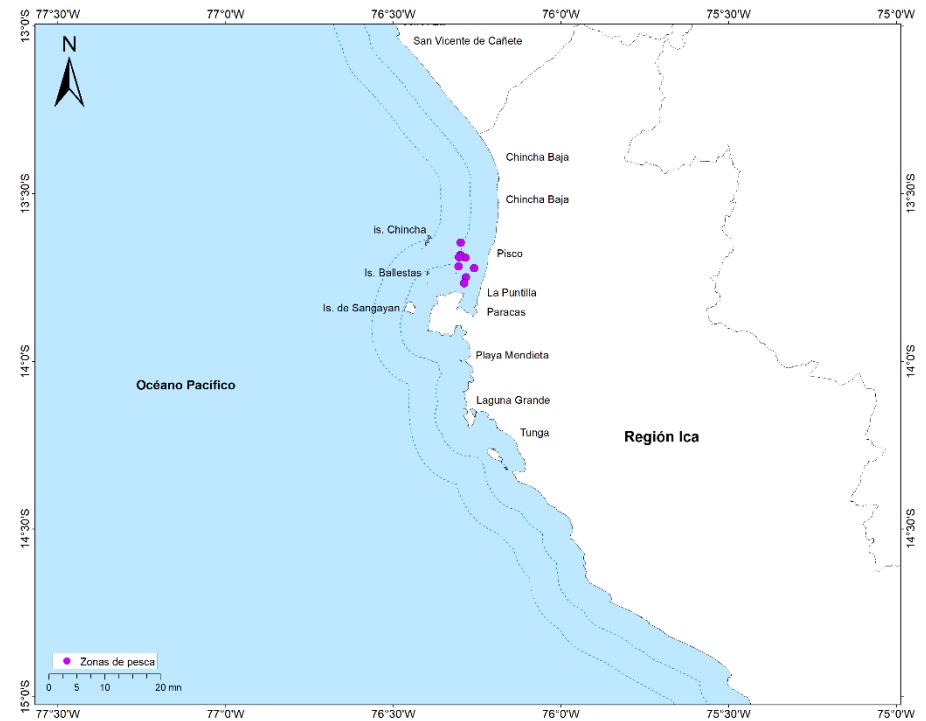 77°30'W 77°0'W 76°30'W 76°0'W 75°30'W 75°0'W
13°0'S
13°0'S
N
San Vicente de Cañete
Chincha Baja
13°30'S
13°30'S
Chincha Baja
is. Chincha
Pisco
Is. Ballestas
La Puntilla
Is. de Sangayan
Paracas
Playa Mendieta
14°0'S
14°0'S
Océano Pacífico
Laguna Grande
Tunga
Región Ica
14°30'S
14°30'S
Zonas de pesca
0 5 10 20 mn
15°0'S
15°0'S
77°30'W 77°0'W 76°30'W 76°0'W 75°30'W 75°0'W